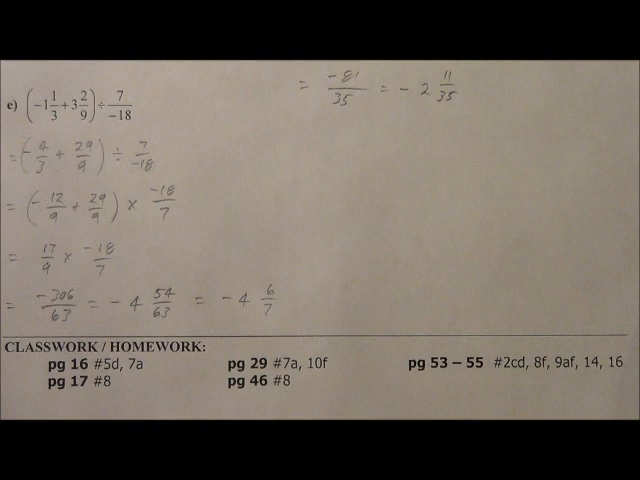 = -81/35 = - 2 11/35
e) (-1 1/3 + 3 2/9) ÷ 7/-18
= (-4/3 + 29/9) ÷ 7/-18
= (-12/9 + 29/9) × -18/7
= 17/9 × -18/7
= -306/63 = - 4 54/63 = - 4 6/7
CLASSWORK / HOMEWORK:
pg 16 #5d, 7a pg 29 #7a, 10f pg 53 – 55 #2cd, 8f, 9af, 14, 16
pg 17 #8 pg 46 #8